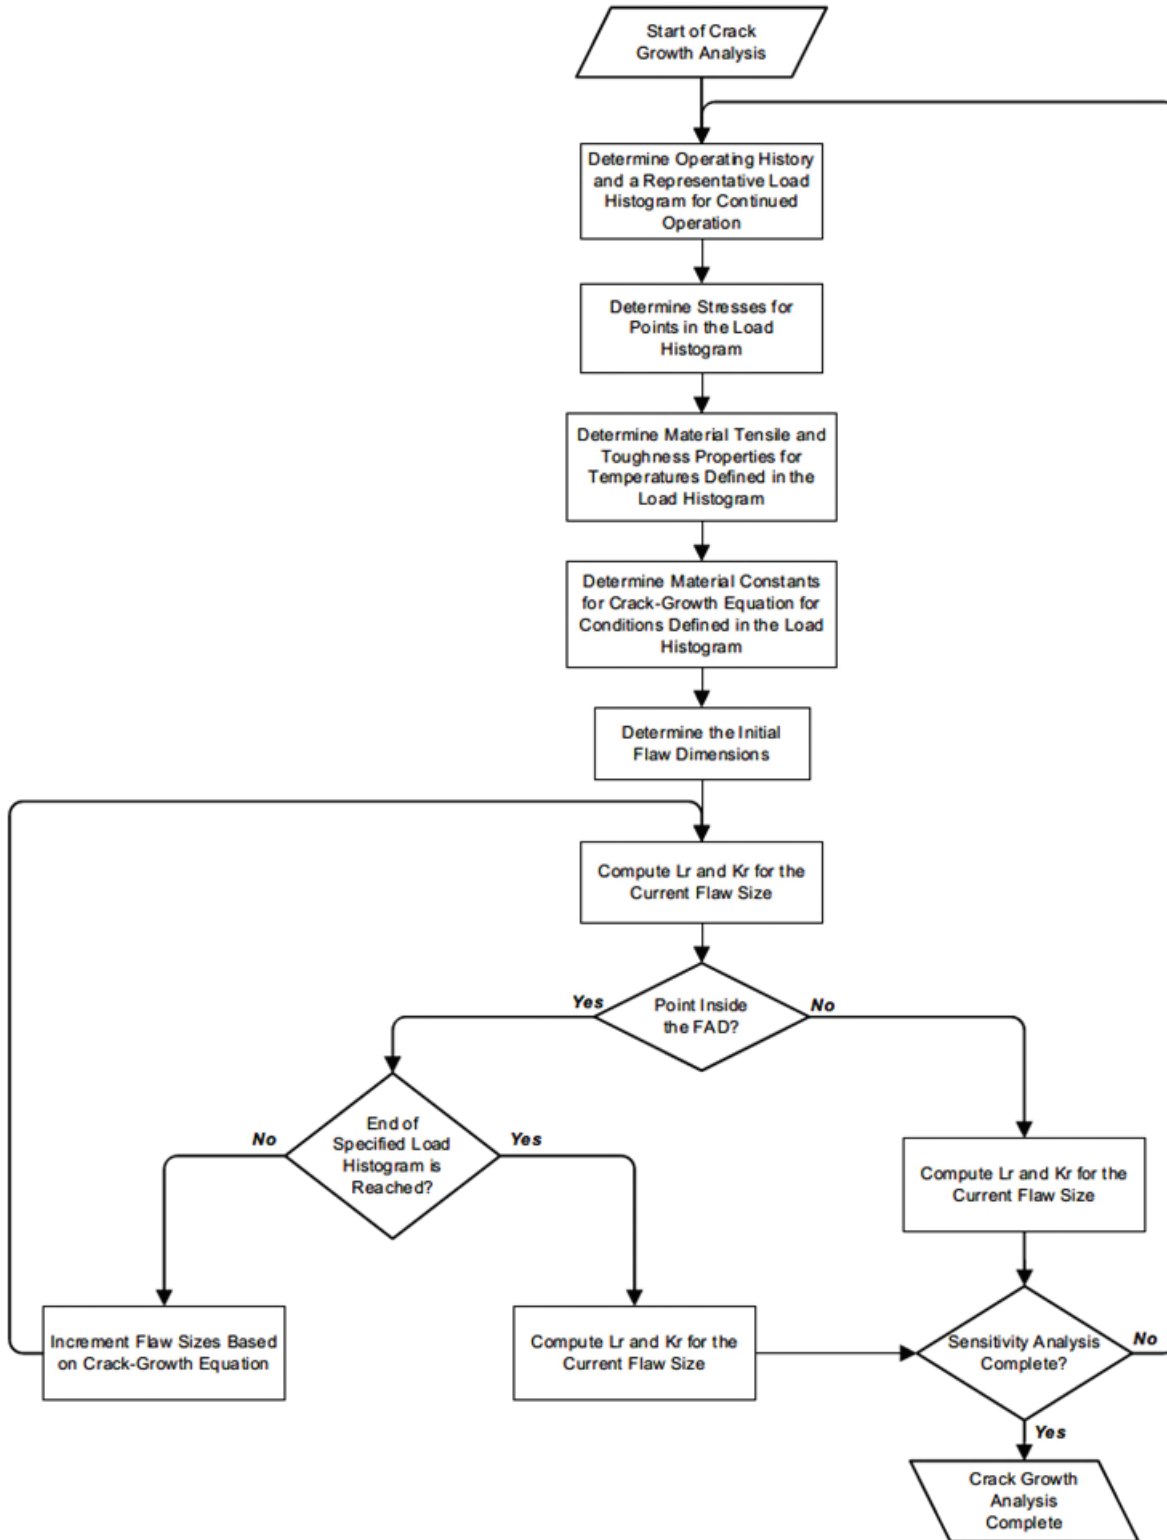 Start of Crack
Growth Analysis
Determine Operating History
and a Representative Load
Histogram for Continued
Operation
Determine Stresses for
Points in the Load
Histogram
Determine Material Tensile and
Toughness Properties for
Temperatures Defined in the
Load Histogram
Determine Material Constants
for Crack-Growth Equation for
Conditions Defined in the Load
Histogram
Determine the Initial
Flaw Dimensions
Compute Lr and Kr for the
Current Flaw Size
Yes
Point Inside
the FAD?
No
No
End of
Specified Load
Histogram is
Reached?
Yes
Compute Lr and Kr for the
Current Flaw Size
Increment Flaw Sizes Based
on Crack-Growth Equation
Compute Lr and Kr for the
Current Flaw Size
Sensitivity Analysis
Complete?
No
Yes
Crack Growth
Analysis
Complete